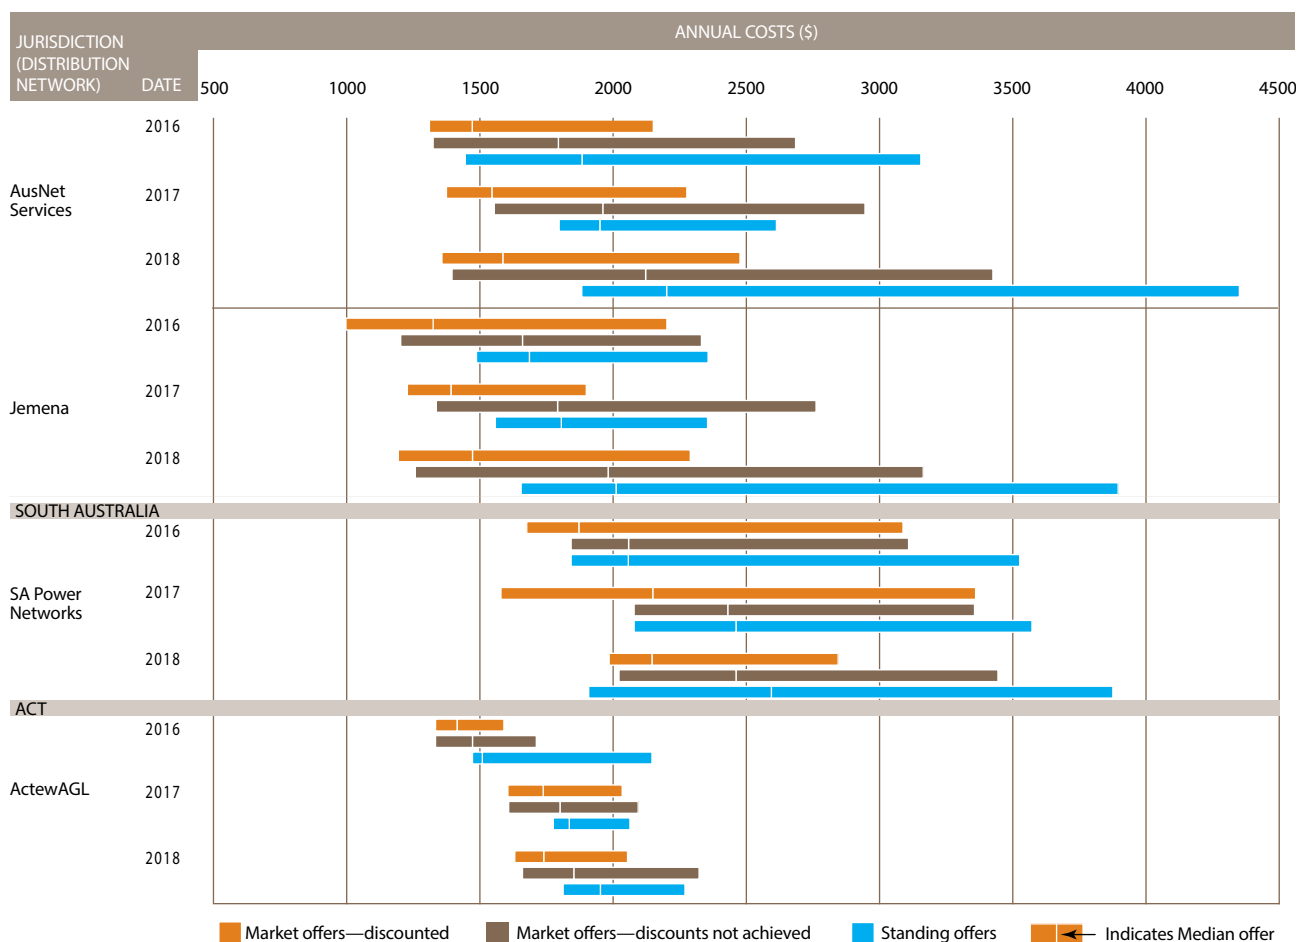 ANNUAL COSTS ($)
JURISDICTION
(DISTRIBUTION
NETWORK) DATE
500 1000 1500 2000 2500 3000 3500 4000 4500
2016
AusNet
Services
2017
2018
2016
Jemena
2017
2018
SOUTH AUSTRALIA
2016
SA Power
Networks
2017
2018
ACT
2016
ActewAGL
2017
2018
Market offers—discounted Market offers—discounts not achieved Standing offers Indicates Median offer